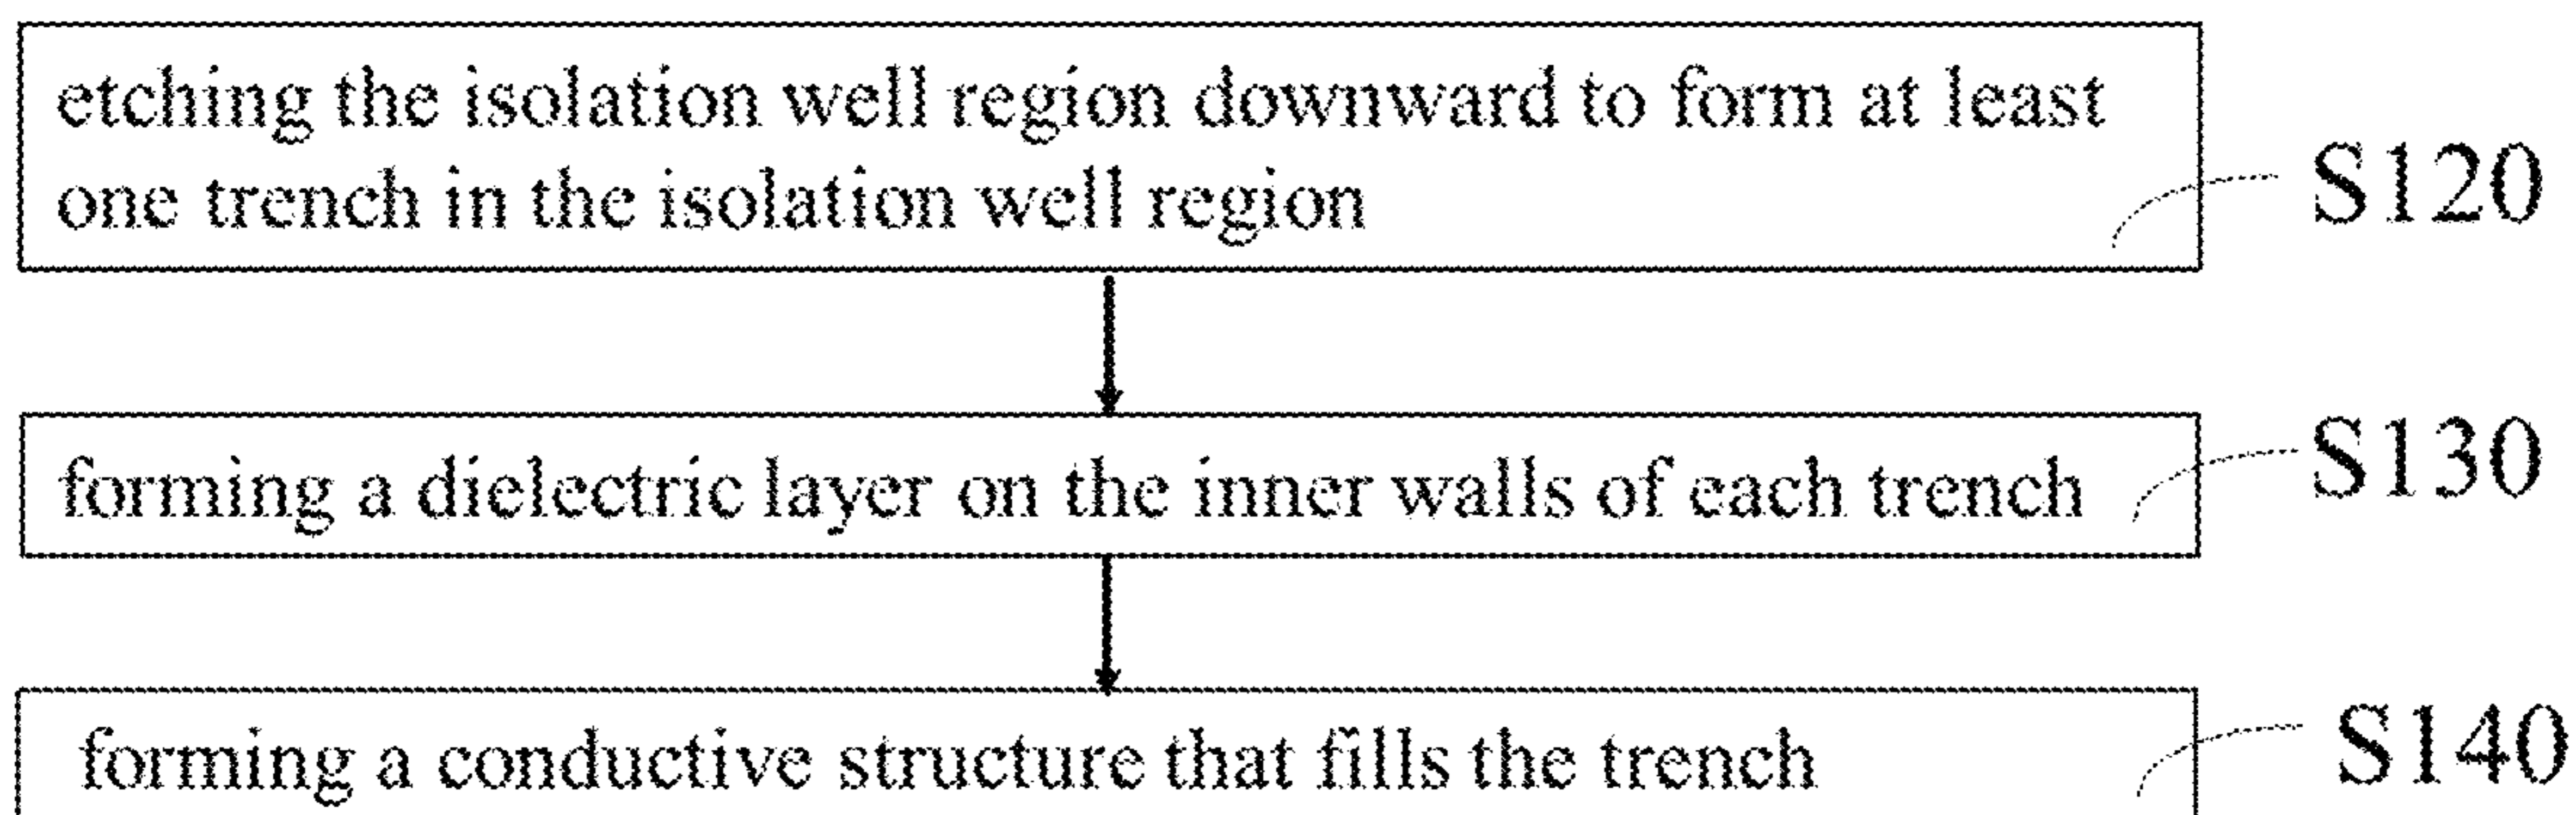 etching the isolation well region downward to form at least
one trench in the isolation well region
S120
forming a dielectric layer on the inner walls of each trench
S130
forming a conductive structure that fills the trench
S140